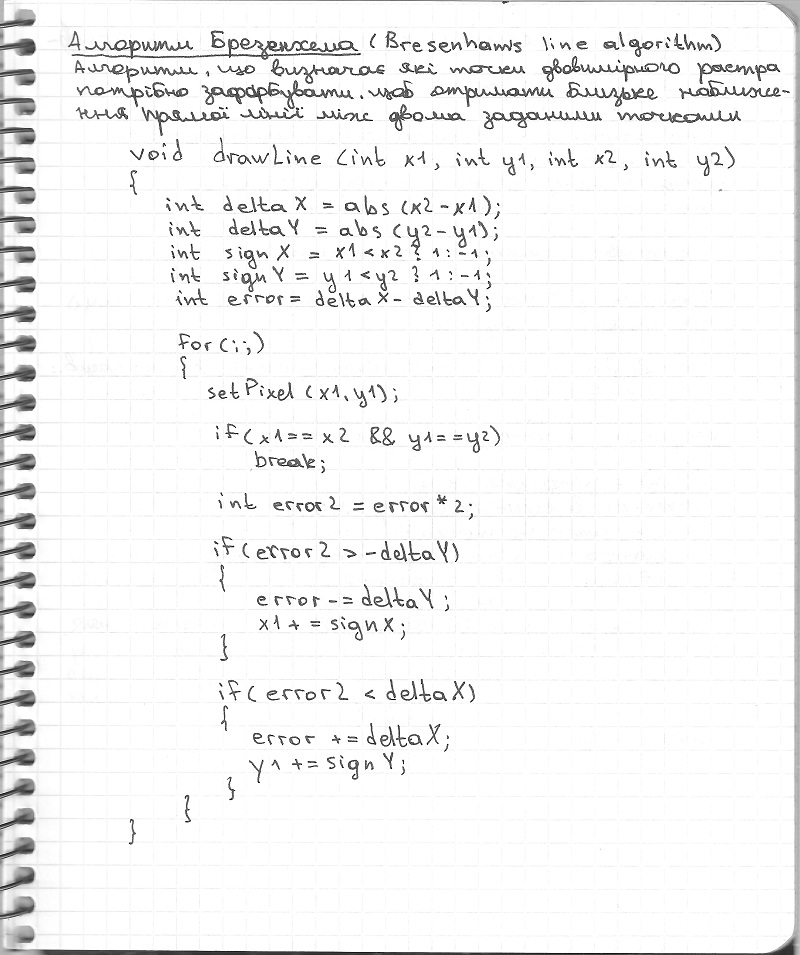 Алгоритм Брезенхема (Bresenham's line algorithm)
Алгоритм, що визначає які точки двовимірного растра
потрібно зафарбувати, щоб отримати близьке наближе-
ння прямої лінії між двома заданими точками
void drawLine (int x1, int y1, int x2, int y2)
{
int deltaX = abs (x2-x1);
int deltaY = abs (y2-y1);
int signX = x1<x2 ? 1:-1;
int signY = y1<y2 ? 1:-1;
int error = deltaX - deltaY;
for(;;)
{
setPixel (x1,y1);
if(x1== x2 && y1==y2)
break;
int error2 = error*2;
if(error2 > -deltaY)
{
error -= deltaY;
x1 += signX;
}
if( error2 < deltaX)
{
error += deltaX;
y1 += signY;
}
}
}